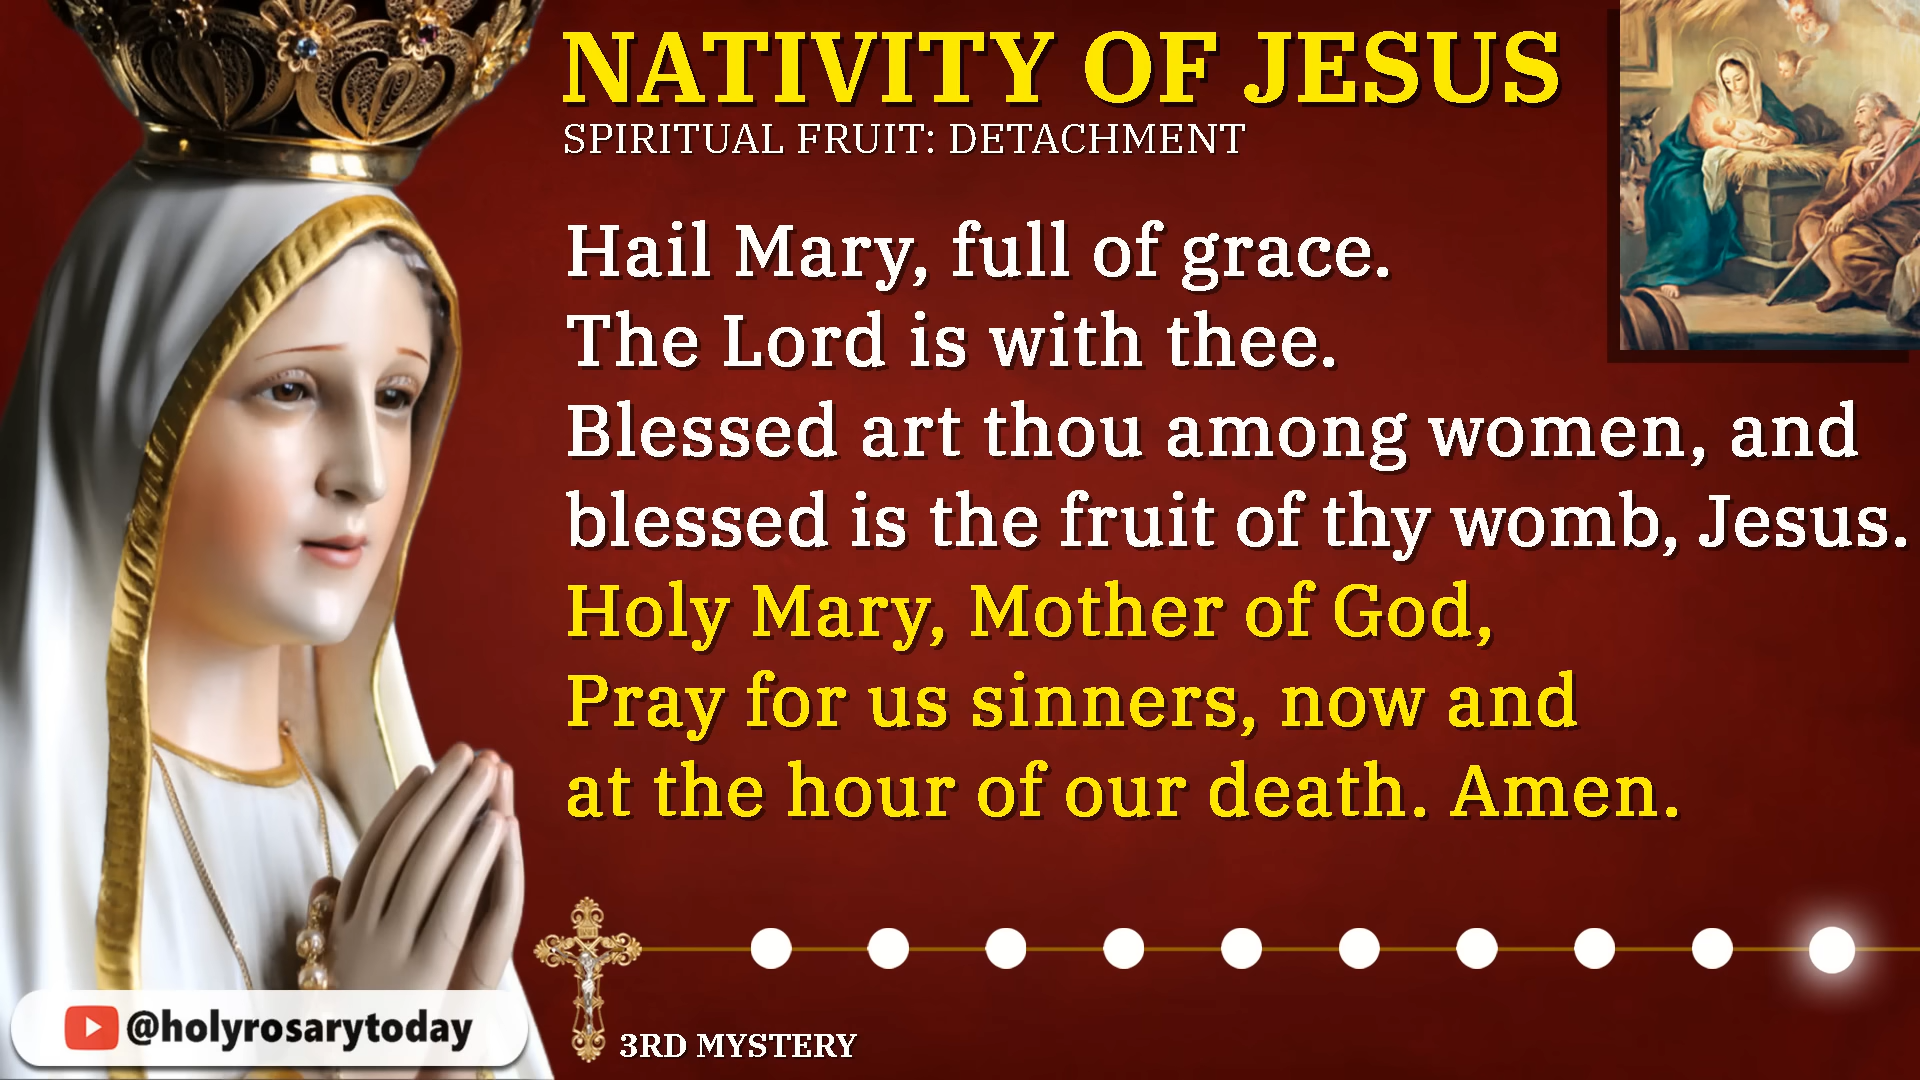 NATIVITY OF JESUS
SPIRITUAL FRUIT: DETACHMENT
Hail Mary, full of grace.
The Lord is with thee.
Blessed art thou among women, and
blessed is the fruit of thy womb, Jesus.
Holy Mary, Mother of God,
Pray for us sinners, now and
at the hour of our death. Amen.
@holyrosarytoday
3RD MYSTERY